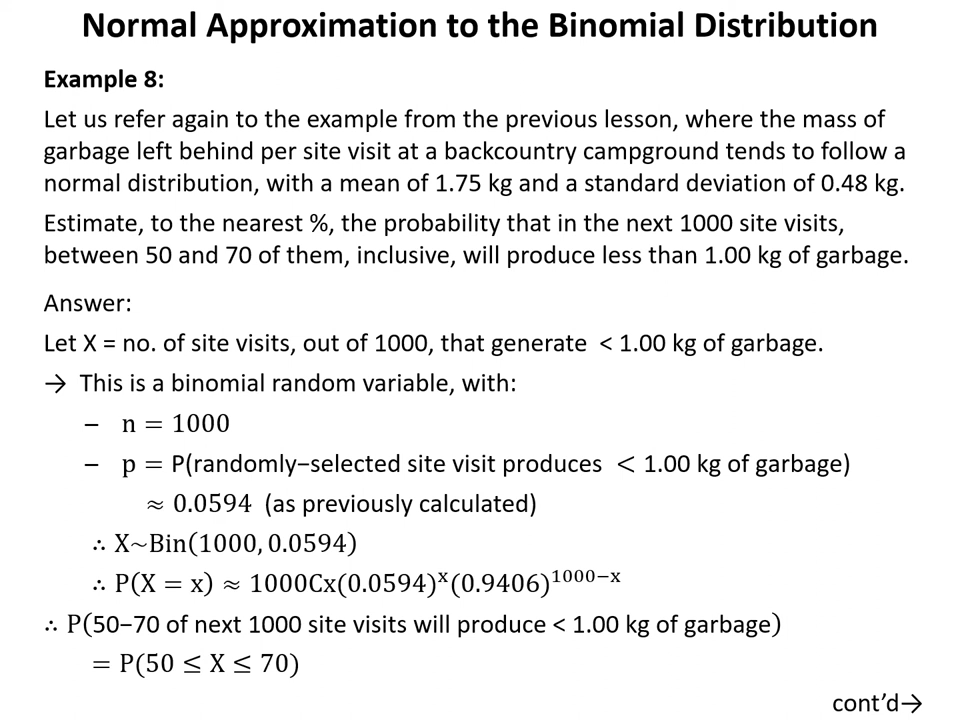 Normal Approximation to the Binomial Distribution
Example 8:
Let us refer again to the example from the previous lesson, where the mass of
garbage left behind per site visit at a backcountry campground tends to follow a
normal distribution, with a mean of 1.75 kg and a standard deviation of 0.48 kg.
Estimate, to the nearest %, the probability that in the next 1000 site visits,
between 50 and 70 of them, inclusive, will produce less than 1.00 kg of garbage.
Answer:
Let X = no. of site visits, out of 1000, that generate < 1.00 kg of garbage.
→ This is a binomial random variable, with:
– n = 1000
– p = P(randomly−selected site visit produces < 1.00 kg of garbage)
≈ 0.0594 (as previously calculated)
∴ X~Bin(1000, 0.0594)
∴ P(X = x) ≈ 1000Cx(0.0594)ˣ(0.9406)¹⁰⁰⁰⁻ˣ
∴ P(50−70 of next 1000 site visits will produce < 1.00 kg of garbage)
= P(50 ≤ X ≤ 70)
cont’d→